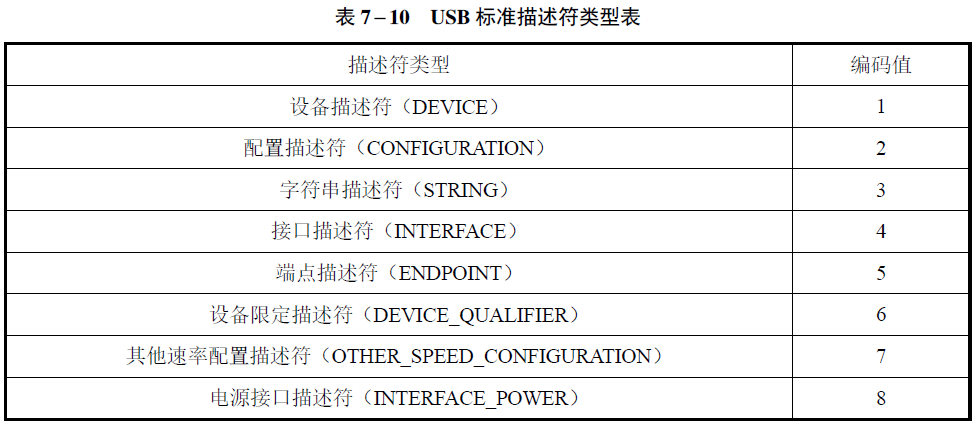 表 7–10 USB 标准描述符类型表
描述符类型 编码值
设备描述符（DEVICE） 1
配置描述符（CONFIGURATION） 2
字符串描述符（STRING） 3
接口描述符（INTERFACE） 4
端点描述符（ENDPOINT） 5
设备限定描述符（DEVICE_QUALIFIER） 6
其他速率配置描述符（OTHER_SPEED_CONFIGURATION） 7
电源接口描述符（INTERFACE_POWER） 8